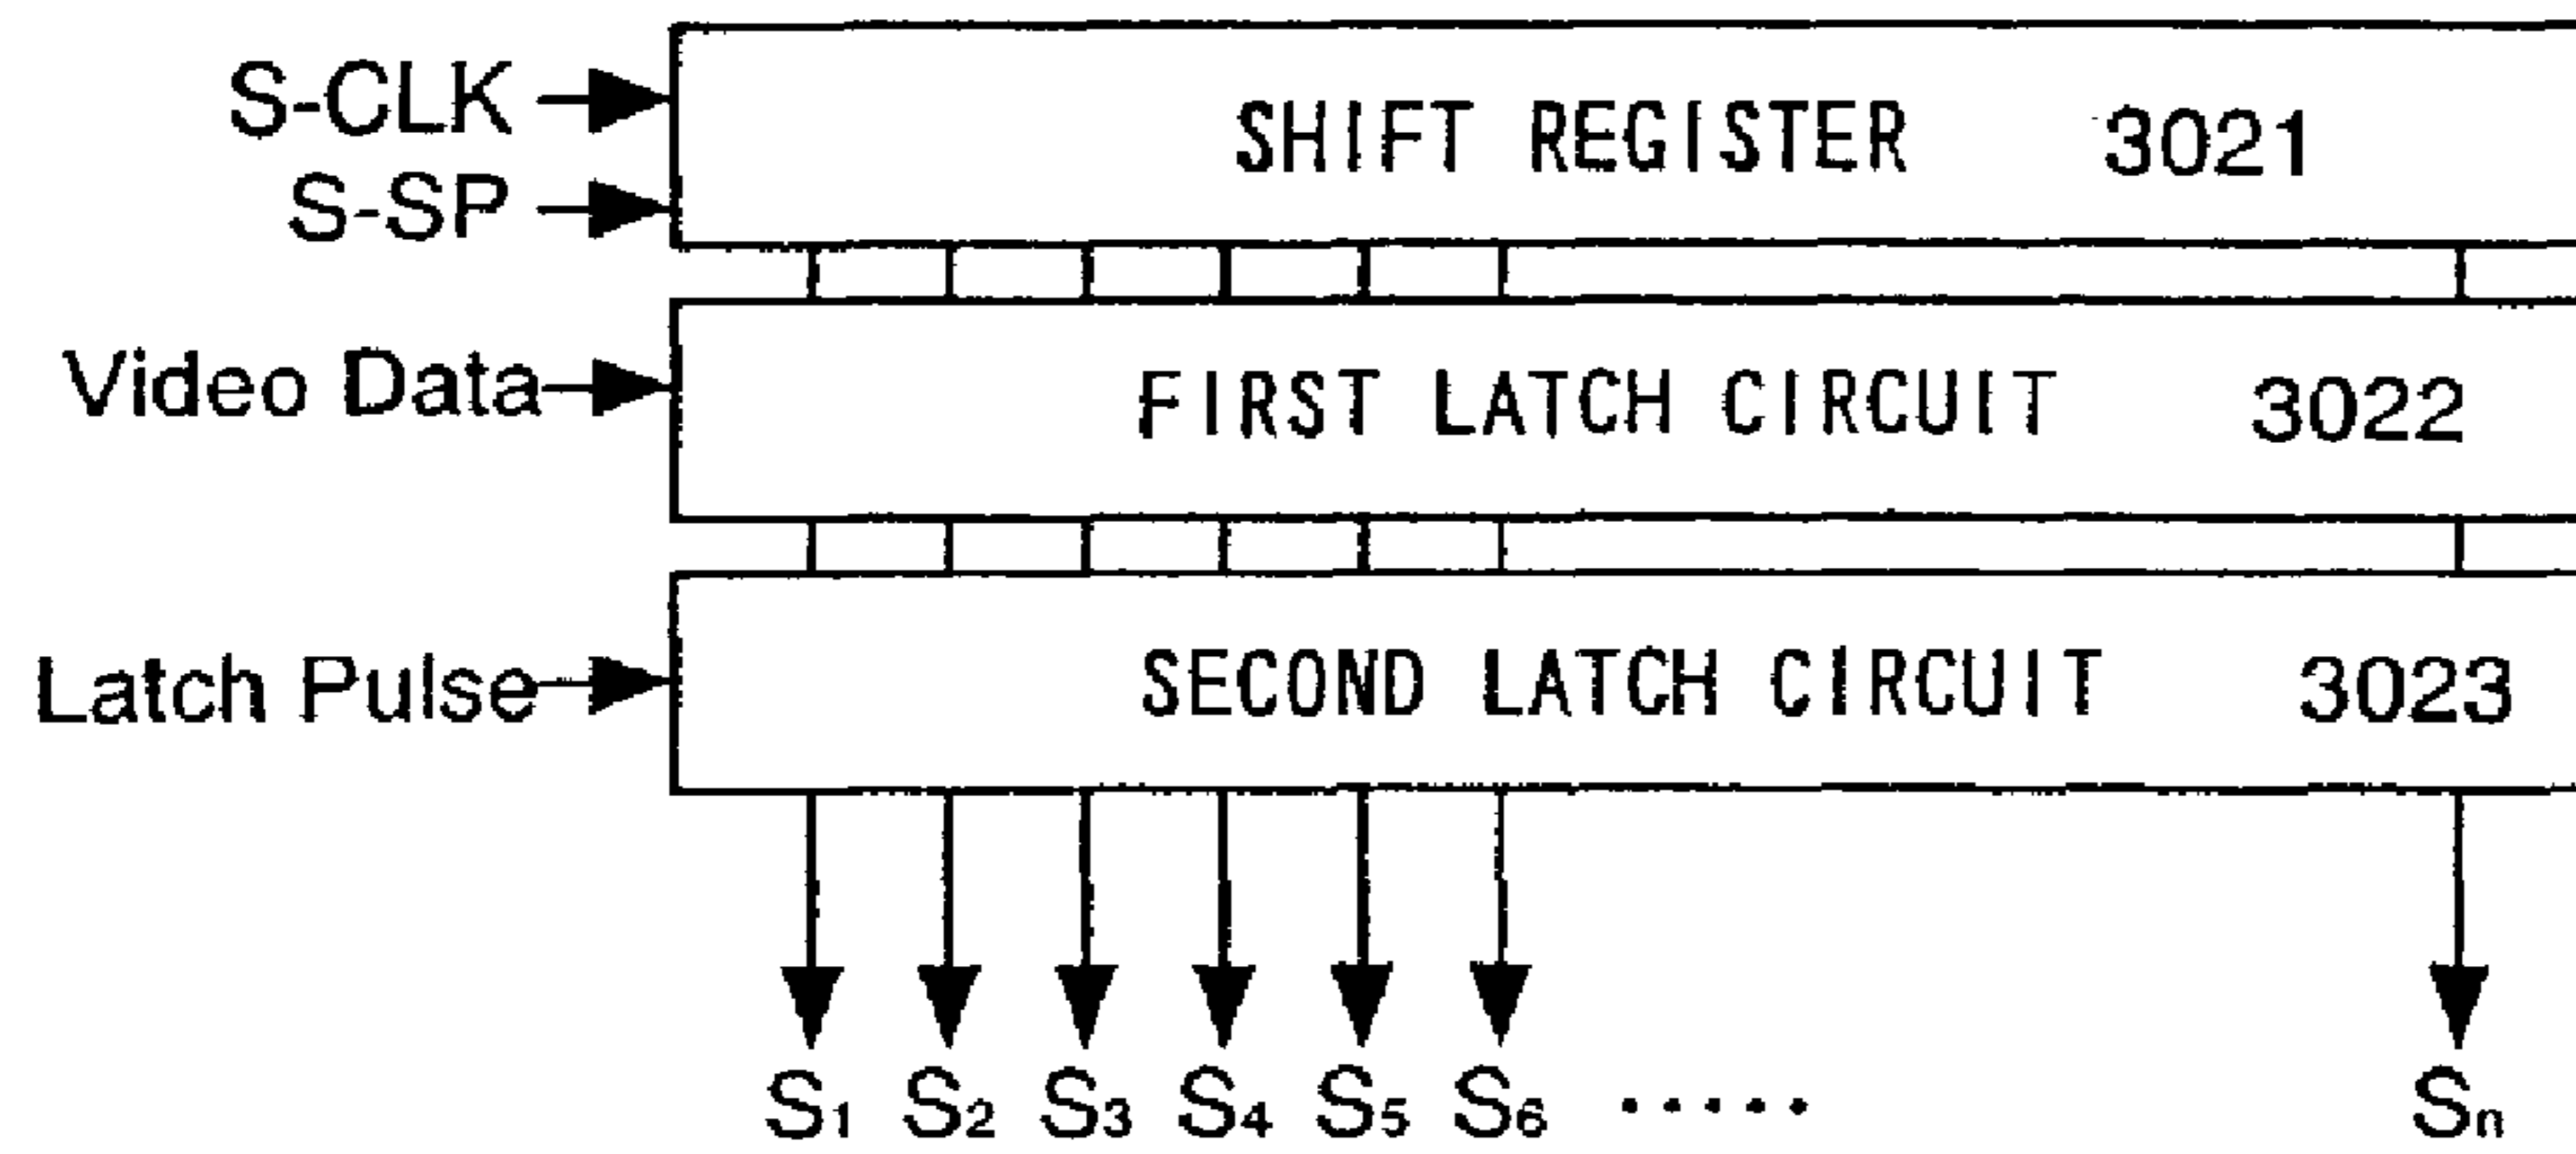 S-CLK
SHIFT REGISTER 3021
S-SP
Video Data
FIRST LATCH CIRCUIT 3022
Latch Pulse
SECOND LATCH CIRCUIT 3023
S1 S2 S3 S4 S5 S6 ..... Sn